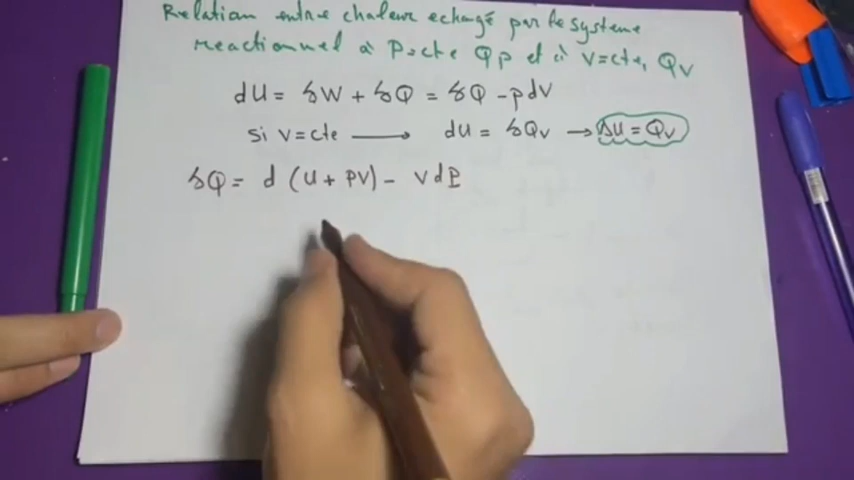 Relation entre chaleur echangé par le systeme
reactionnel à P=cte Qp et à V=cte, Qv
dU = δW + δQ = δQ - pdV
si v=cte → dU = δQv → ΔU = Qv
δQ = d (U + PV) - VdP